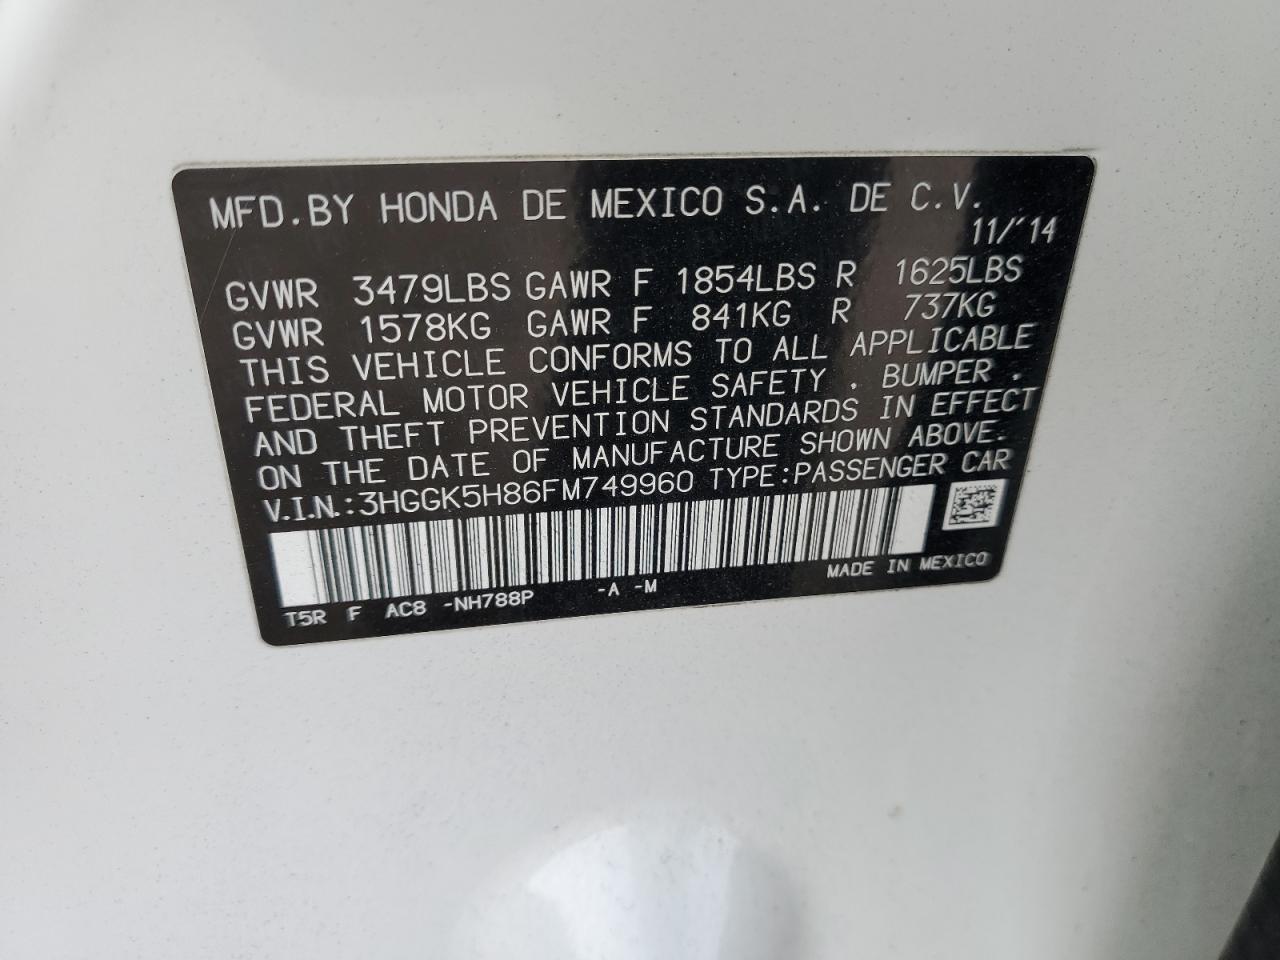 MFD.BY HONDA DE MEXICO S.A. DE C.V.
11/'14
GVWR 3479LBS GAWR F 1854LBS R 1625LBS
GVWR 1578KG GAWR F 841KG R 737KG
THIS VEHICLE CONFORMS TO ALL APPLICABLE
FEDERAL MOTOR VEHICLE SAFETY , BUMPER ,
AND THEFT PREVENTION STANDARDS IN EFFECT
ON THE DATE OF MANUFACTURE SHOWN ABOVE.
V.I.N.:3HGGK5H86FM749960 TYPE:PASSENGER CAR
MADE IN MEXICO
T5R F AC8 -NH788P -A -M